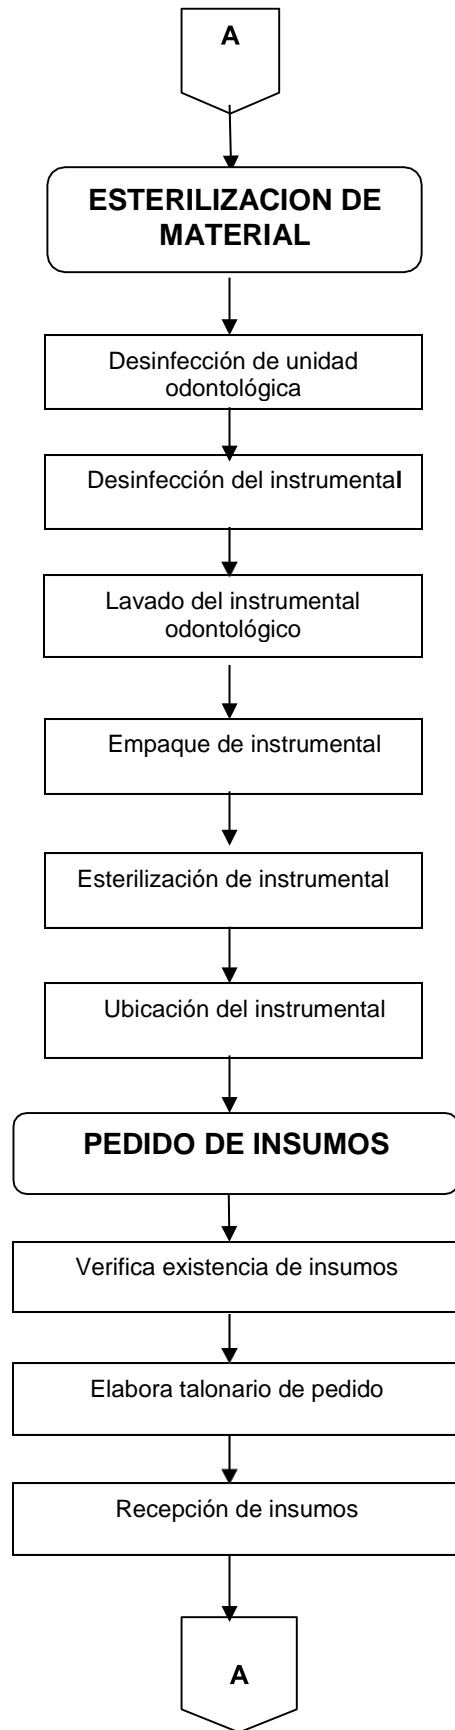 A
ESTERILIZACION DE
MATERIAL
Desinfección de unidad
odontológica
Desinfección del instrumental
Lavado del instrumental
odontológico
Empaque de instrumental
Esterilización de instrumental
Ubicación del instrumental
PEDIDO DE INSUMOS
Verifica existencia de insumos
Elabora talonario de pedido
Recepción de insumos
A